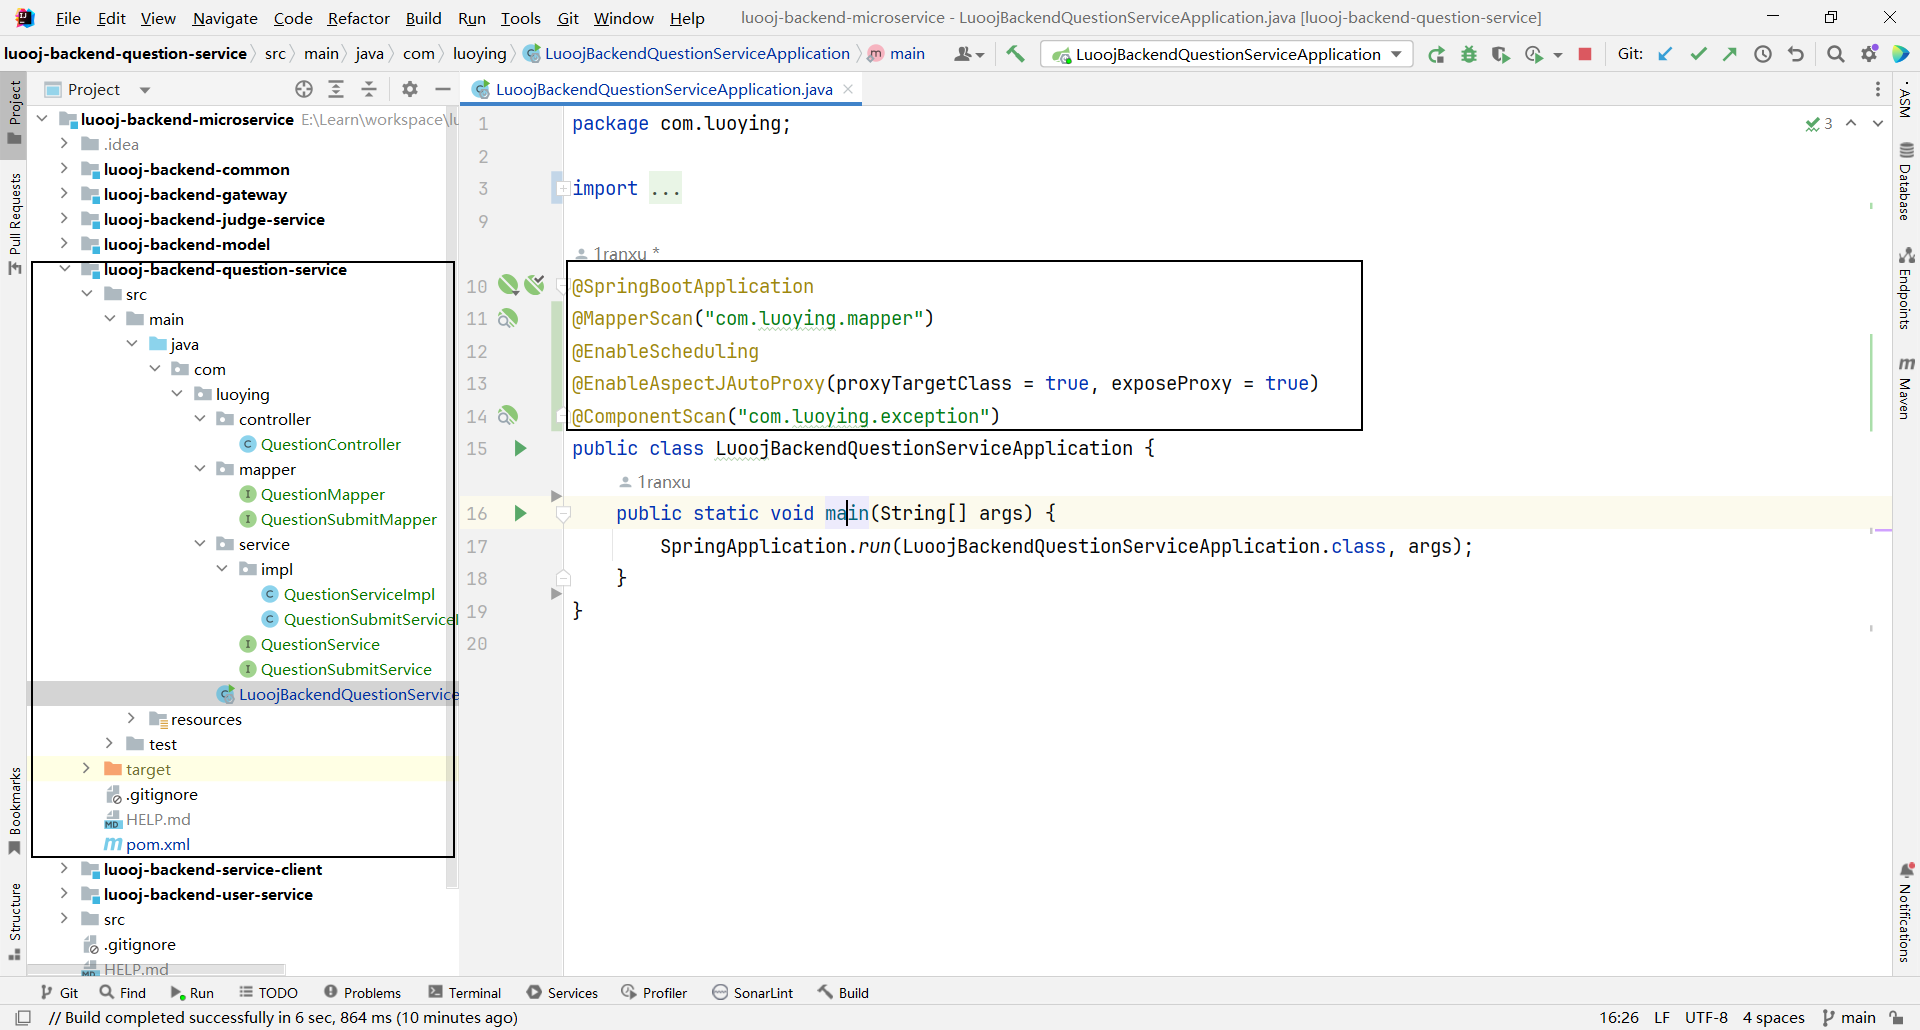 File Edit View Navigate Code Refactor Build Run Tools Git Window Help luooj-backend-microservice - LuoojBackendQuestionServiceApplication.java [luooj-backend-question-service]
luooj-backend-question-service src main java com luoying LuoojBackendQuestionServiceApplication main LuoojBackendQuestionServiceApplication Git:
Project
LuoojBackendQuestionServiceApplication.java
luooj-backend-microservice E:\Learn\workspace\
.idea
luooj-backend-common
luooj-backend-gateway
luooj-backend-judge-service
luooj-backend-model
luooj-backend-question-service
src
main
java
com
luoying
controller
QuestionController
mapper
QuestionMapper
QuestionSubmitMapper
service
impl
QuestionServiceImpl
QuestionSubmitService
QuestionService
QuestionSubmitService
LuoojBackendQuestionService
resources
test
target
.gitignore
HELP.md
pom.xml
luooj-backend-service-client
luooj-backend-user-service
src
.gitignore
HELP.md
1 package com.luoying;
2
3 import ...
9
1ranxu *
10 @SpringBootApplication
11 @MapperScan("com.luoying.mapper")
12 @EnableScheduling
13 @EnableAspectJAutoProxy(proxyTargetClass = true, exposeProxy = true)
14 @ComponentScan("com.luoying.exception")
15 public class LuoojBackendQuestionServiceApplication {
1ranxu
16 public static void main(String[] args) {
17 SpringApplication.run(LuoojBackendQuestionServiceApplication.class, args);
18 }
19 }
20
3
Project
Pull Requests
Bookmarks
Structure
ASM
Database
Endpoints
Maven
Notifications
Git Find Run TODO Problems Terminal Services Profiler SonarLint Build
// Build completed successfully in 6 sec, 864 ms (10 minutes ago) 16:26 LF UTF-8 4 spaces main